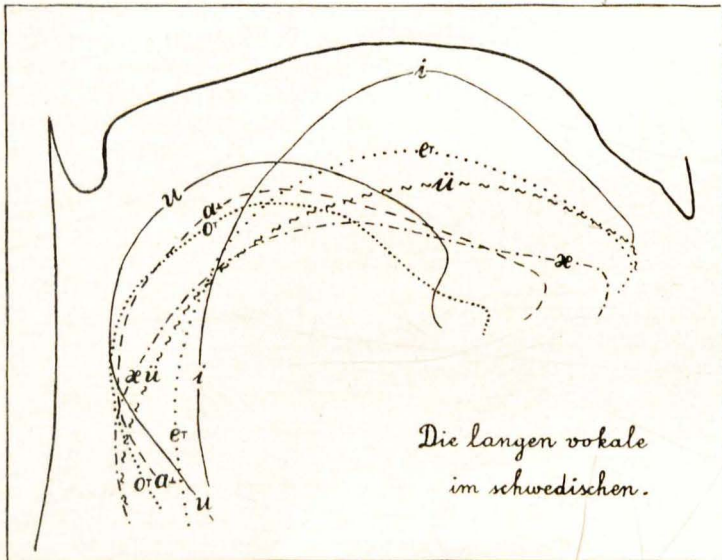 i
e⊤
ü
u
a⊥
o⊤
æ
æ ü
i
e⊤
o⊤ a⊥
u
Die langen vokale
im schwedischen.